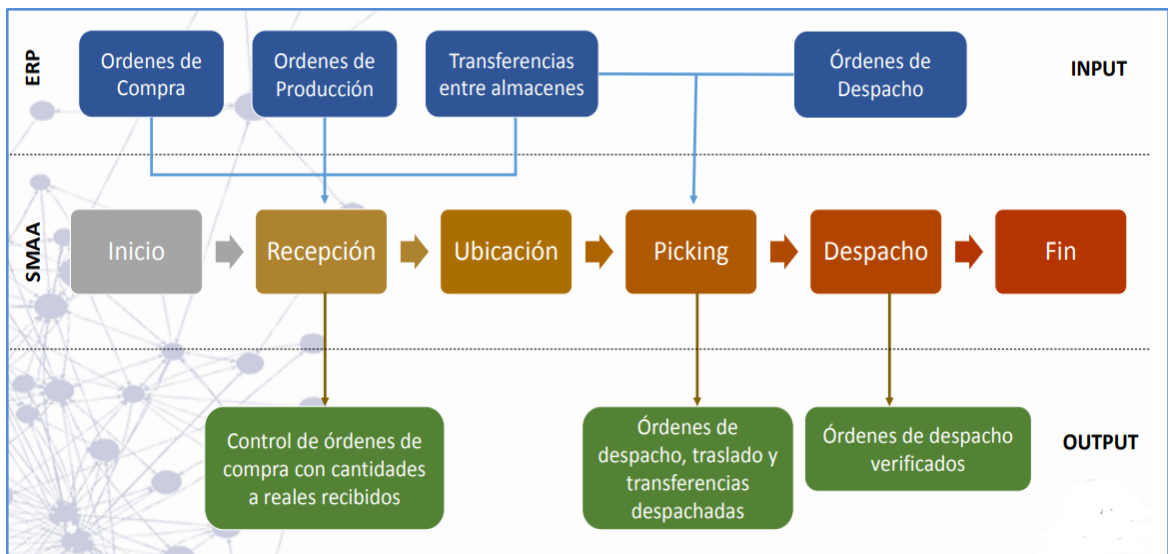 ERP
Ordenes de
Compra
Ordenes de
Producción
Transferencias
entre almacenes
Órdenes de
Despacho
INPUT
SMAA
Inicio
Recepción
Ubicación
Picking
Despacho
Fin
Control de órdenes de
compra con cantidades
a reales recibidos
Órdenes de
despacho, traslado y
transferencias
despachadas
Órdenes de despacho
verificados
OUTPUT